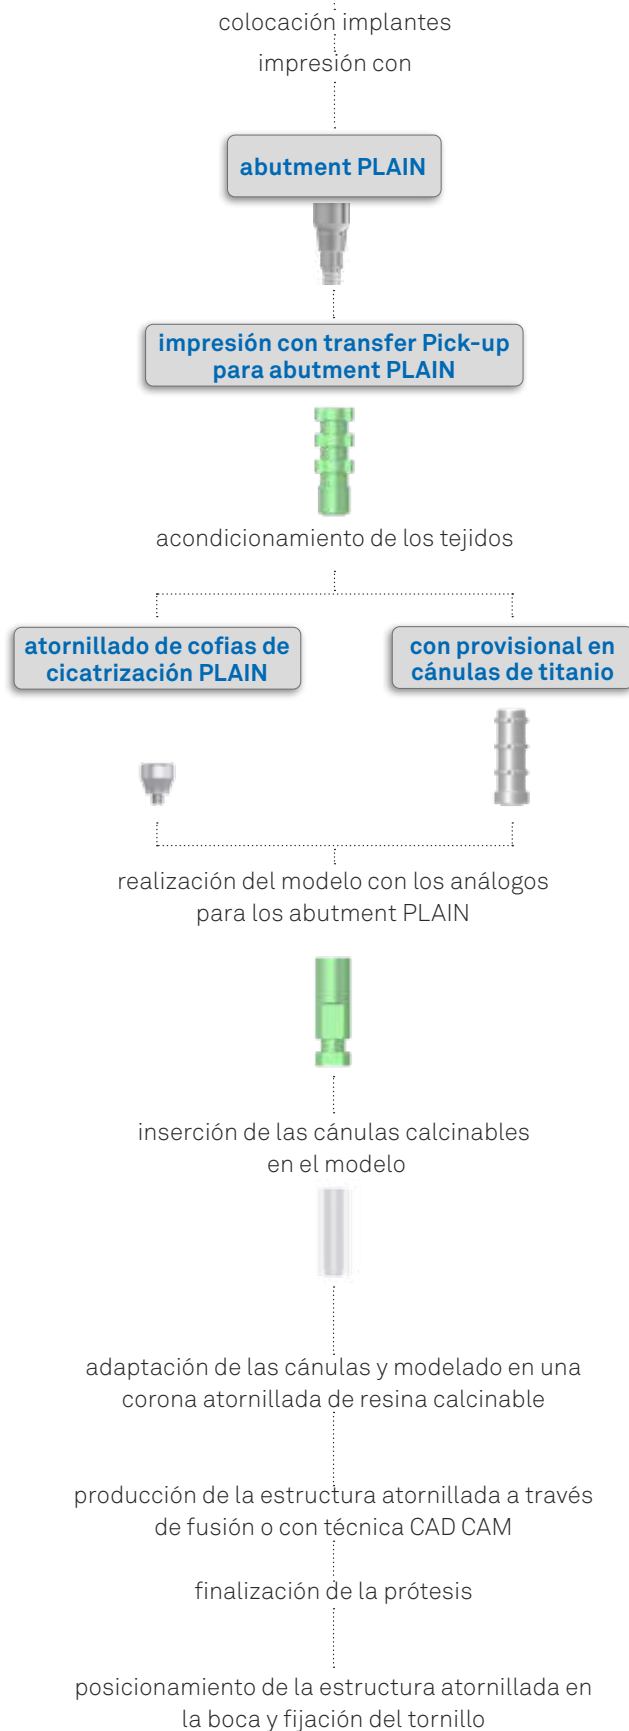 colocación implantes
impresión con
abutment PLAIN
impresión con transfer Pick-up
para abutment PLAIN
acondicionamiento de los tejidos
atornillado de cofias de
cicatrización PLAIN
con provisional en
cánulas de titanio
realización del modelo con los análogos
para los abutment PLAIN
inserción de las cánulas calcinables
en el modelo
adaptación de las cánulas y modelado en una
corona atornillada de resina calcinable
producción de la estructura atornillada a través
de fusión o con técnica CAD CAM
finalización de la prótesis
posicionamiento de la estructura atornillada en
la boca y fijación del tornillo